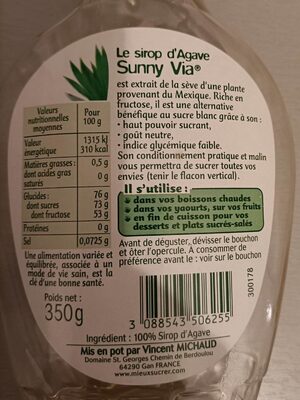 Le sirop d'Agave
Sunny Via®
est extrait de la sève d'une plante
provenant du Mexique. Riche en
fructose, il est une alternative
bénéfique au sucre blanc grâce à son :
• haut pouvoir sucrant,
• goût neutre,
• indice glycémique faible.
Son conditionnement pratique et malin
vous permettra de sucrer toutes vos
envies (tenir le flacon vertical).
Il s'utilise :
dans vos boissons chaudes
dans vos yaourts, sur vos fruits
en fin de cuisson pour vos
desserts et plats sucrés-salés
Avant de déguster, dévisser le bouchon
et ôter l'opercule. À consommer de
préférence avant le : voir sur le bouchon
Valeurs nutritionnelles moyennes Pour 100 g
Valeur énergétique 1315 kJ 310 kcal
Matières grasses : 0,5 g
dont acides gras saturés 0 g
Glucides : 76 g
dont sucres 73 g
dont fructose 53 g
Protéines 0 g
Sel 0,0725 g
Une alimentation variée et
équilibrée, associée à un
mode de vie sain, est la
clé d'une bonne santé.
Poids net :
350g
3 088543 506255
300178
Ingrédient : 100% Sirop d'Agave
Mis en pot par Vincent MICHAUD
Domaine St. Georges Chemin de Berdoulou
64290 Gan FRANCE
www.mieuxsucrer.com